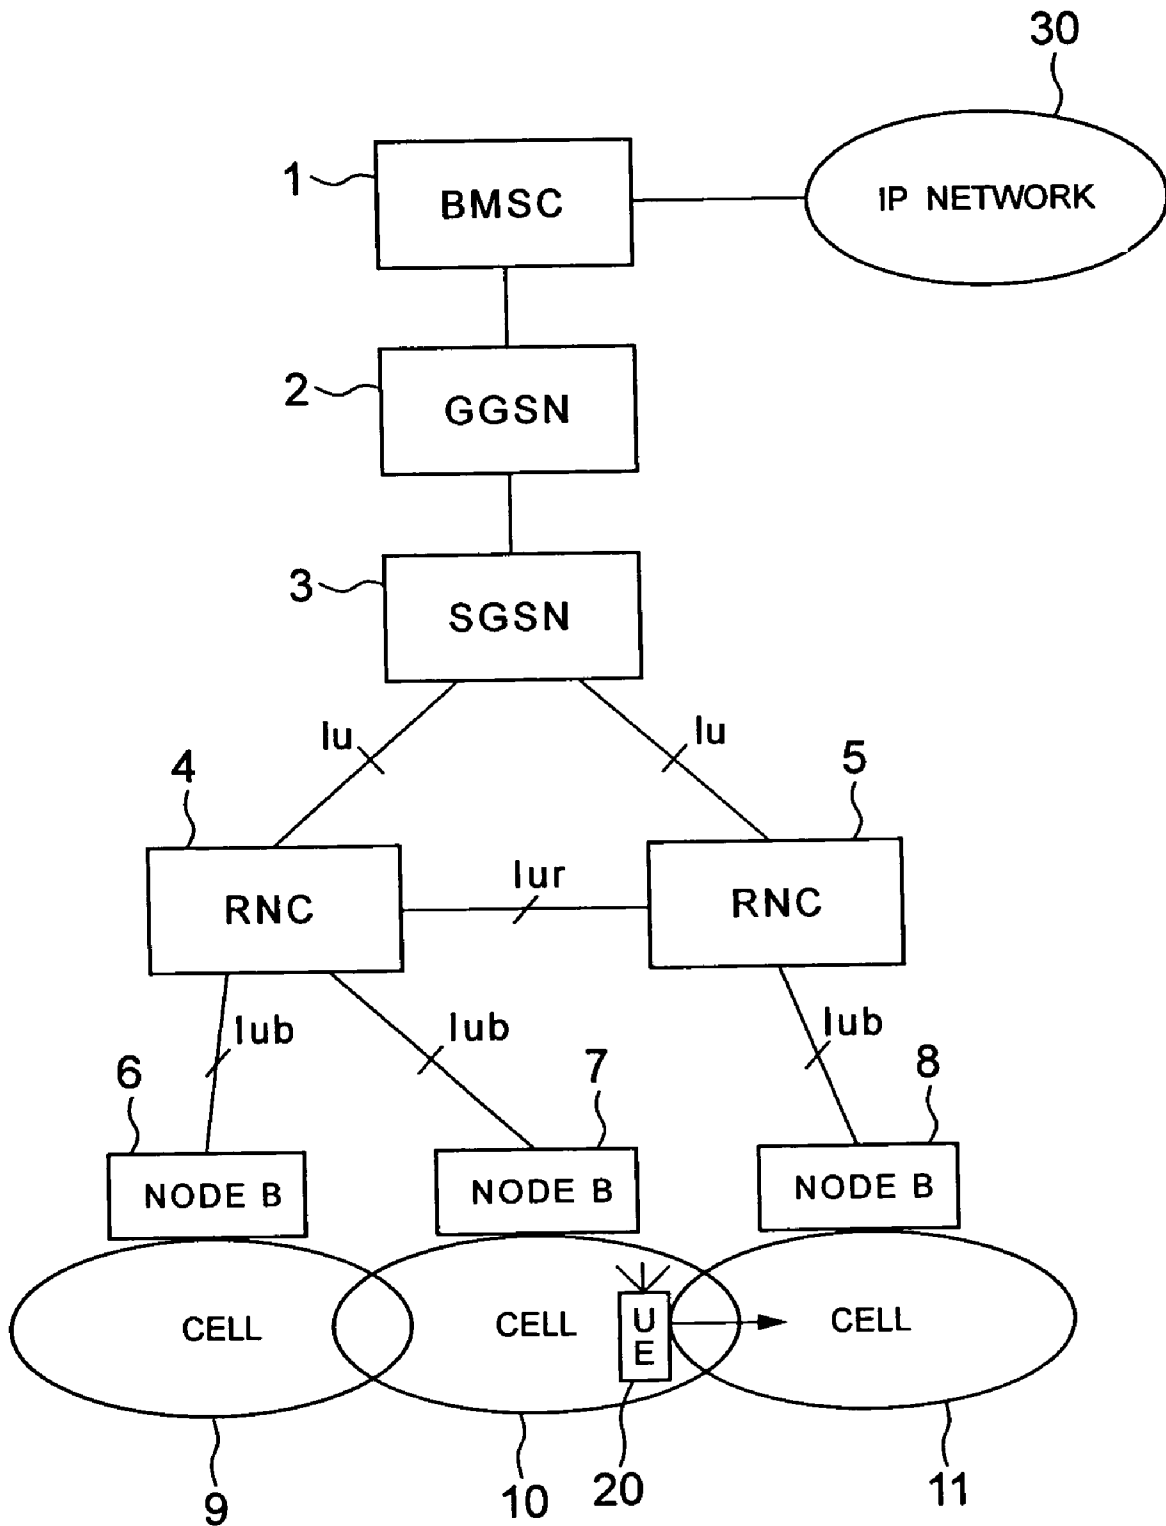 30
1
BMSC
IP NETWORK
2
GGSN
3
SGSN
Iu
Iu
4
5
RNC
Iur
RNC
Iub
Iub
Iub
6
7
8
NODE B
NODE B
NODE B
CELL
CELL
U
E
CELL
9
10
20
11